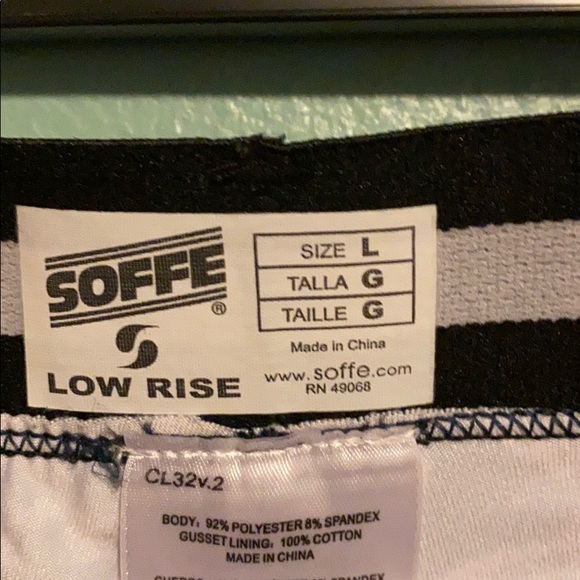 SOFFE®
LOW RISE
SIZE L
TALLA G
TAILLE G
Made in China
www.soffe.com
RN 49068
CL32v.2
BODY: 92% POLYESTER 8% SPANDEX
GUSSET LINING: 100% COTTON
MADE IN CHINA